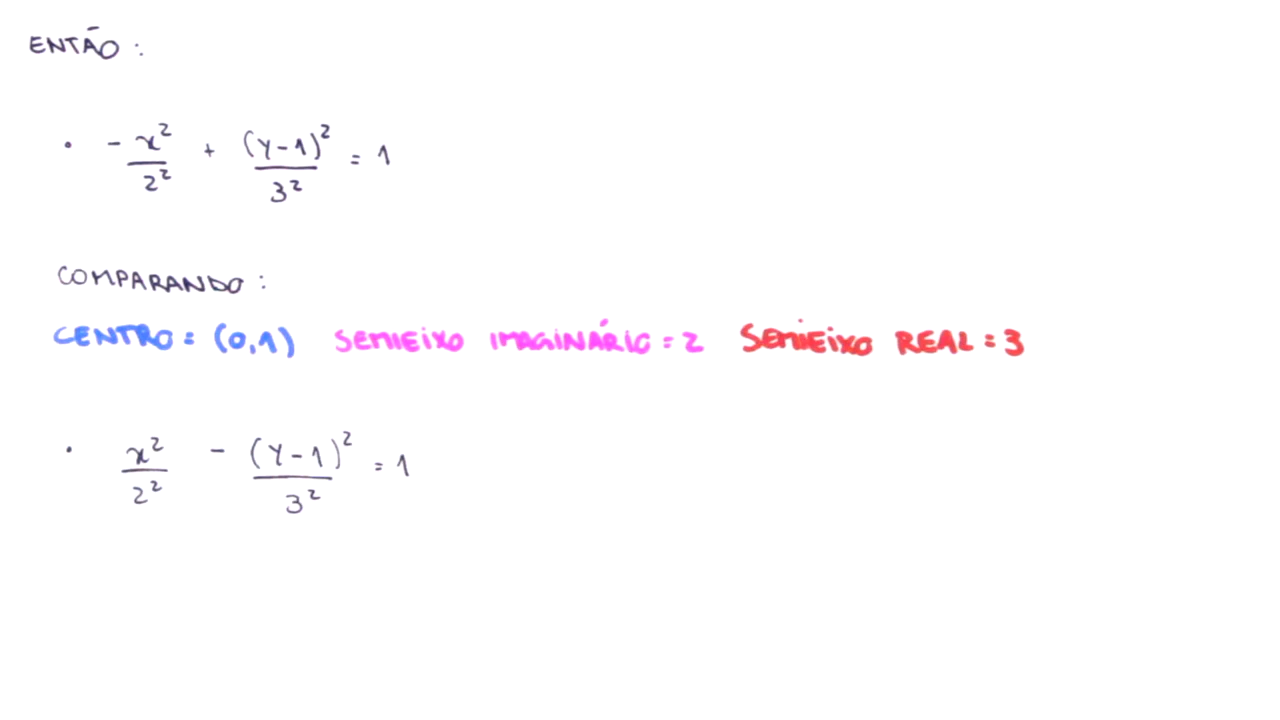 ENTÃO :
· - x²/2² + (Y-1)²/3² = 1
COMPARANDO :
CENTRO = (0,1) SEMIEIXO IMAGINÁRIO = 2 SEMIEIXO REAL = 3
· x²/2² - (Y-1)²/3² = 1